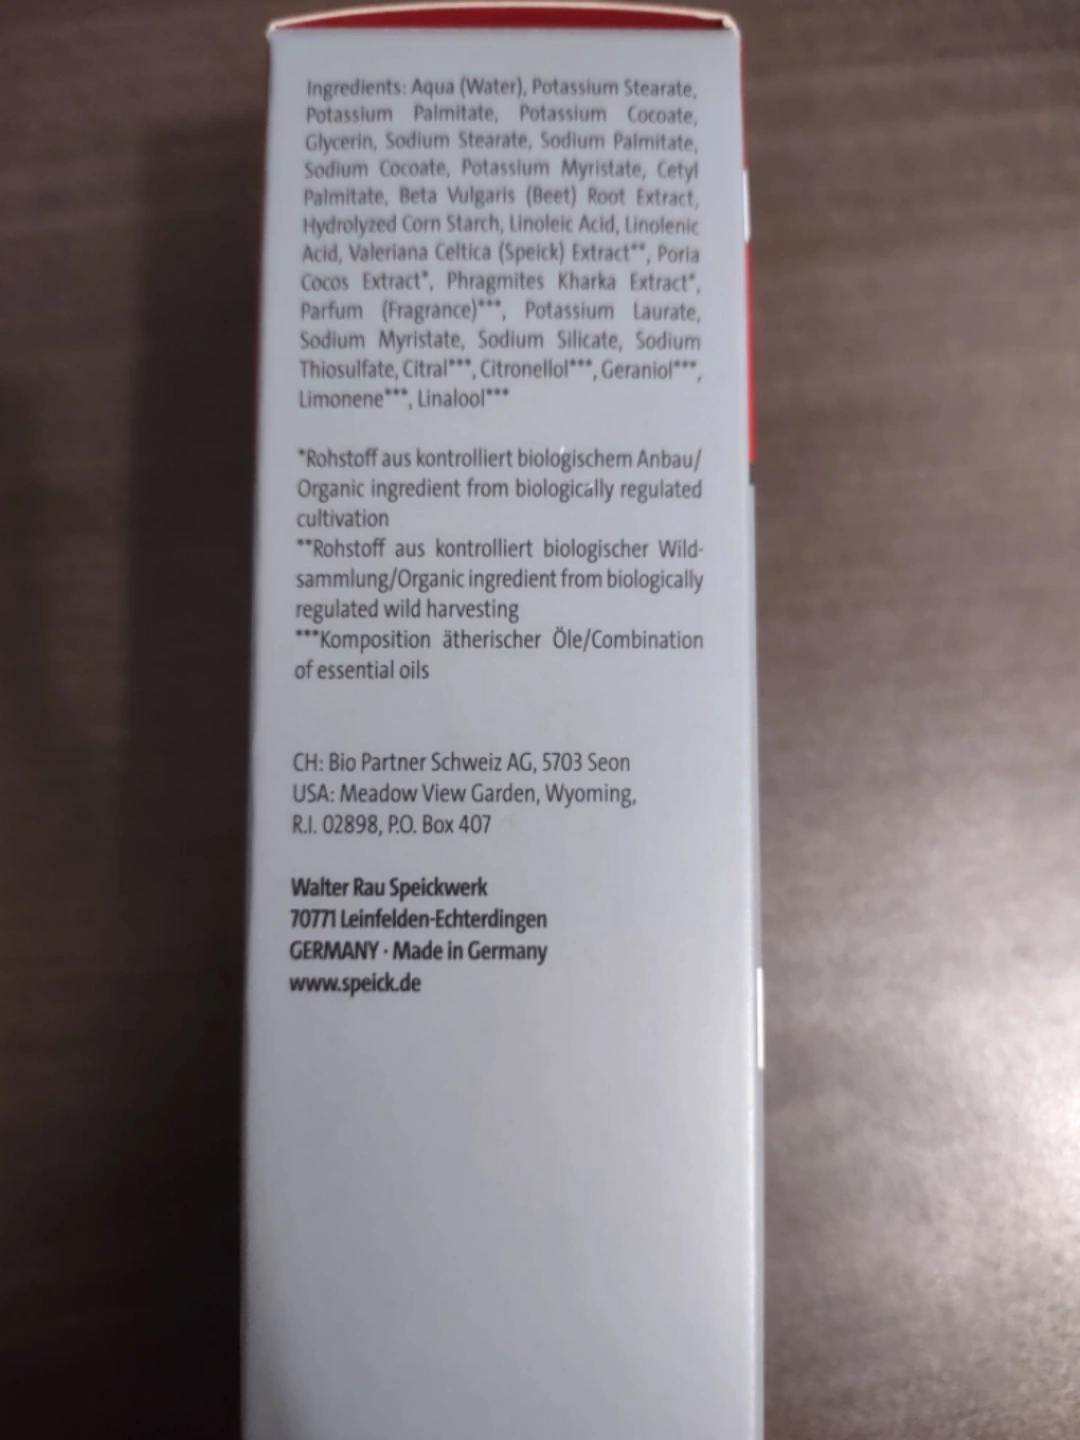 Ingredients: Aqua (Water), Potassium Stearate,
Potassium Palmitate, Potassium Cocoate,
Glycerin, Sodium Stearate, Sodium Palmitate,
Sodium Cocoate, Potassium Myristate, Cetyl
Palmitate, Beta Vulgaris (Beet) Root Extract,
Hydrolyzed Corn Starch, Linoleic Acid, Linolenic
Acid, Valeriana Celtica (Speick) Extract**, Poria
Cocos Extract*, Phragmites Kharka Extract*,
Parfum (Fragrance)***, Potassium Laurate,
Sodium Myristate, Sodium Silicate, Sodium
Thiosulfate, Citral***, Citronellol***, Geraniol***,
Limonene***, Linalool***
*Rohstoff aus kontrolliert biologischem Anbau/
Organic ingredient from biologically regulated
cultivation
**Rohstoff aus kontrolliert biologischer Wild-
sammlung/Organic ingredient from biologically
regulated wild harvesting
***Komposition ätherischer Öle/Combination
of essential oils
CH: Bio Partner Schweiz AG, 5703 Seon
USA: Meadow View Garden, Wyoming,
R.I. 02898, P.O. Box 407
Walter Rau Speickwerk
70771 Leinfelden-Echterdingen
GERMANY · Made in Germany
www.speick.de